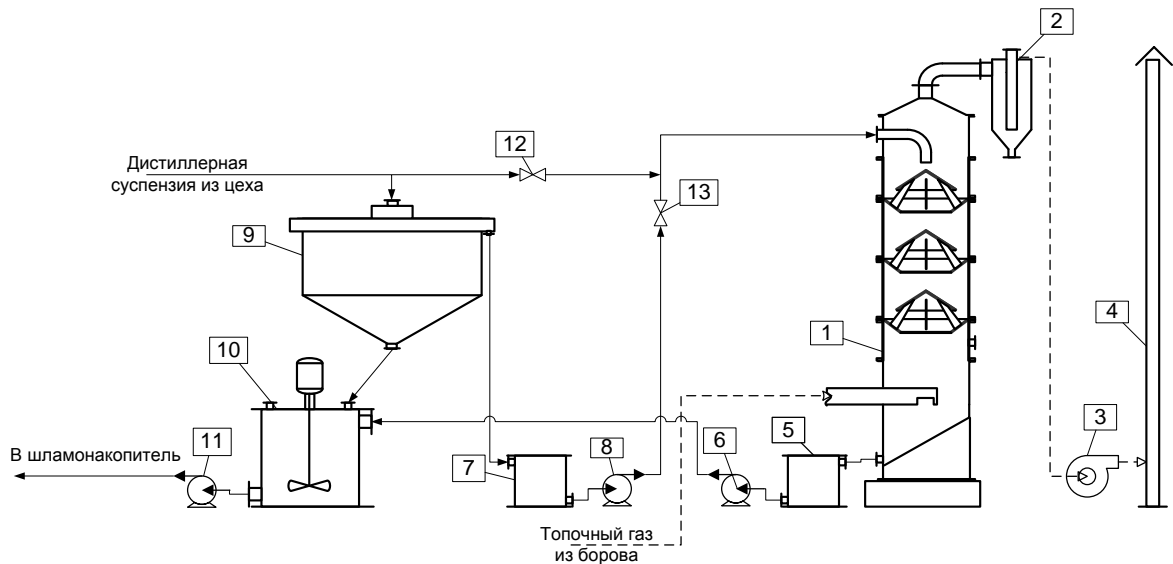 2
12
Дистиллерная
суспензия из цеха
13
9
1
4
10
3
5
11
6
В шламонакопитель
8
7
Топочный газ
из борова